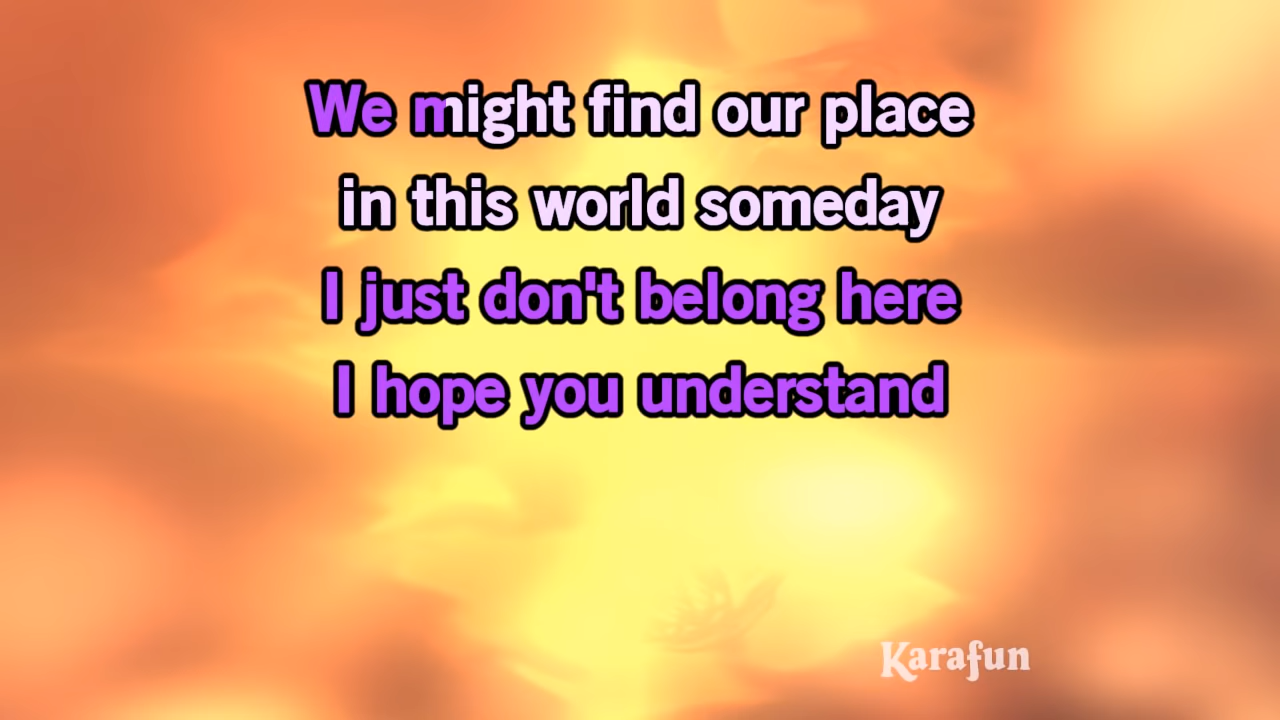 We might find our place
in this world someday
I just don't belong here
I hope you understand
Karafun